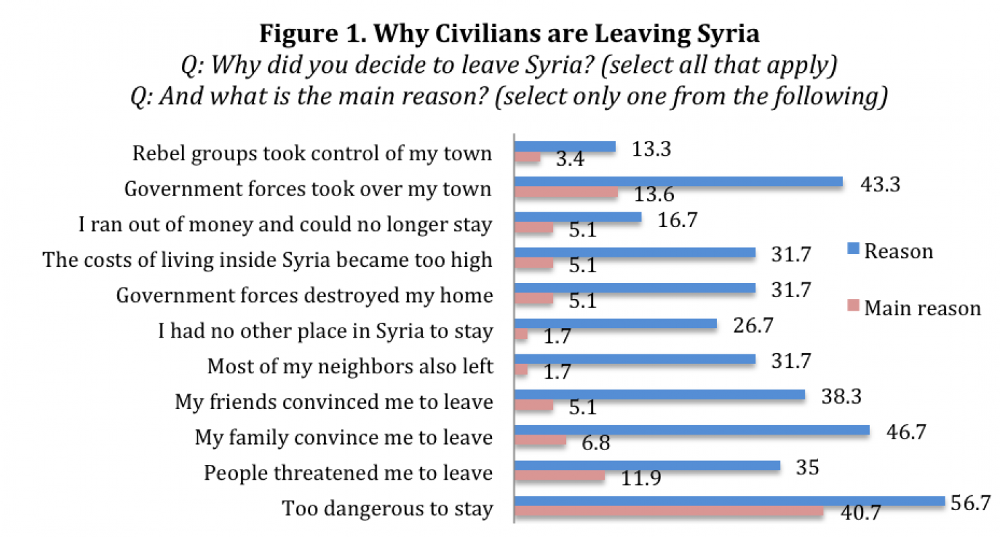 Figure 1. Why Civilians are Leaving Syria
Q: Why did you decide to leave Syria? (select all that apply)
Q: And what is the main reason? (select only one from the following)
Rebel groups took control of my town 13.3
3.4
Government forces took over my town 43.3
13.6
I ran out of money and could no longer stay 16.7
5.1
The costs of living inside Syria became too high 31.7
5.1
Government forces destroyed my home 31.7
5.1
I had no other place in Syria to stay 26.7
1.7
Most of my neighbors also left 31.7
1.7
My friends convinced me to leave 38.3
5.1
My family convince me to leave 46.7
6.8
People threatened me to leave 35
11.9
Too dangerous to stay 56.7
40.7
Reason
Main reason